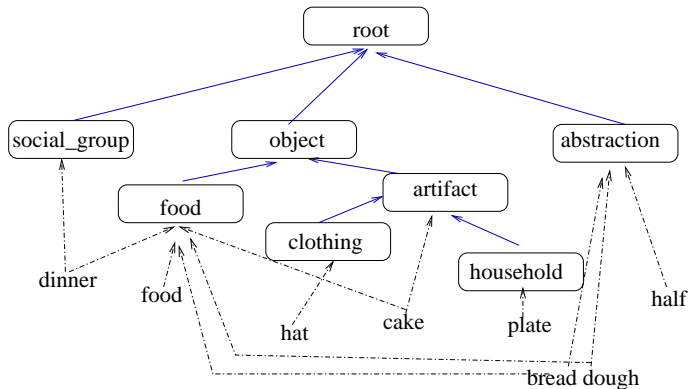 root
social_group
object
abstraction
food
artifact
clothing
household
dinner
food
hat
cake
plate
half
bread dough